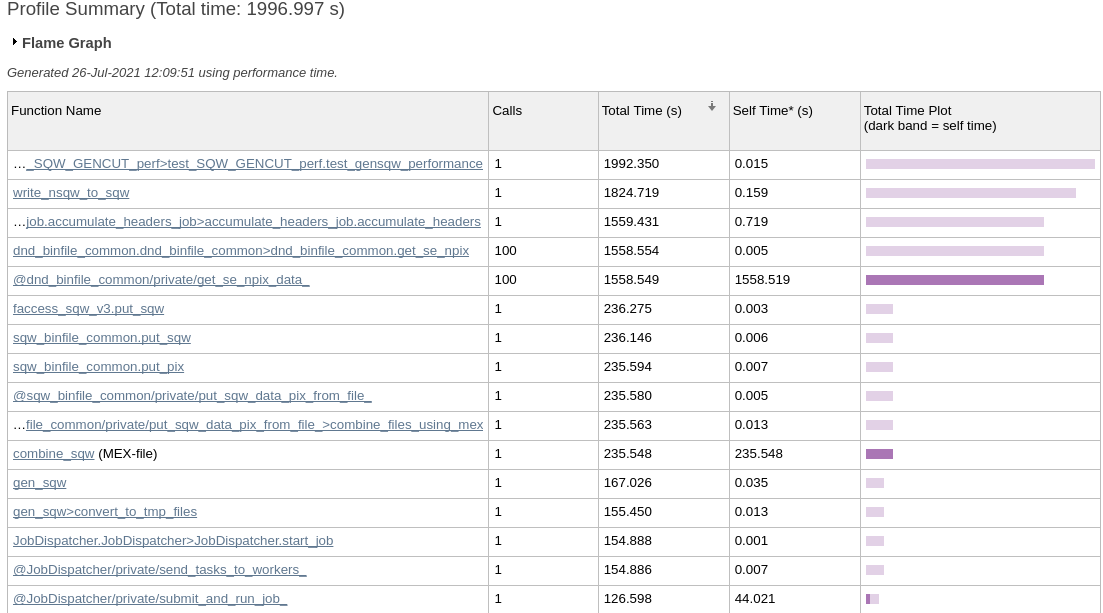 Profile Summary (Total time: 1996.997 s)
Flame Graph
Generated 26-Jul-2021 12:09:51 using performance time.
Function Name Calls Total Time (s) Self Time* (s) Total Time Plot
(dark band = self time)
..._SQW_GENCUT_perf>test_SQW_GENCUT_perf.test_gensqw_performance 1 1992.350 0.015
write_nsqw_to_sqw 1 1824.719 0.159
...job.accumulate_headers_job>accumulate_headers_job.accumulate_headers 1 1559.431 0.719
dnd_binfile_common.dnd_binfile_common>dnd_binfile_common.get_se_npix 100 1558.554 0.005
@dnd_binfile_common/private/get_se_npix_data_ 100 1558.549 1558.519
faccess_sqw_v3.put_sqw 1 236.275 0.003
sqw_binfile_common.put_sqw 1 236.146 0.006
sqw_binfile_common.put_pix 1 235.594 0.007
@sqw_binfile_common/private/put_sqw_data_pix_from_file_ 1 235.580 0.005
...file_common/private/put_sqw_data_pix_from_file_>combine_files_using_mex 1 235.563 0.013
combine_sqw (MEX-file) 1 235.548 235.548
gen_sqw 1 167.026 0.035
gen_sqw>convert_to_tmp_files 1 155.450 0.013
JobDispatcher.JobDispatcher>JobDispatcher.start_job 1 154.888 0.001
@JobDispatcher/private/send_tasks_to_workers_ 1 154.886 0.007
@JobDispatcher/private/submit_and_run_job_ 1 126.598 44.021